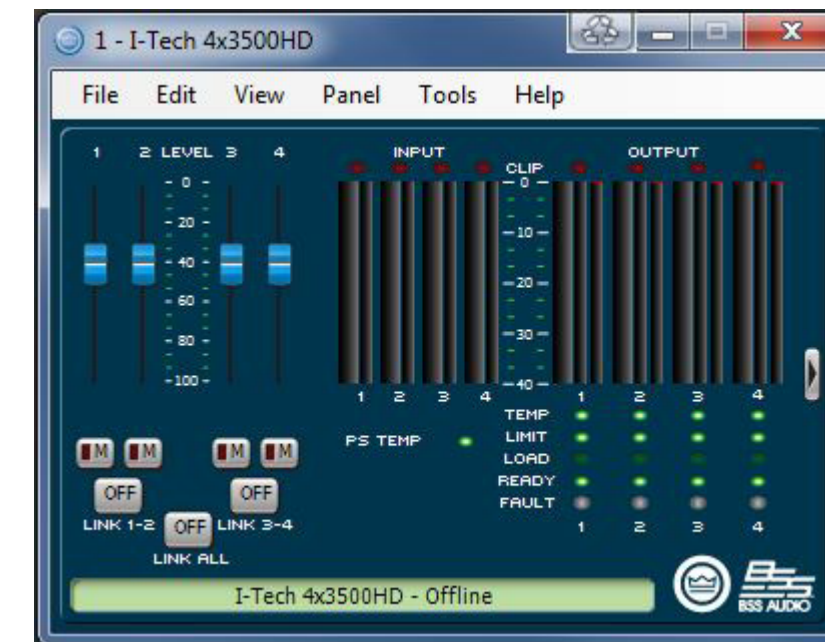 1 - I-Tech 4x3500HD
File Edit View Panel Tools Help
1 2 LEVEL 3 4 INPUT CLIP OUTPUT
0 0
20 10
40 20
60 30
80
100 40
1 2 3 4 1 2 3 4
TEMP
PS TEMP LIMIT
LOAD
M M M M READY
OFF OFF FAULT
LINK 1-2 OFF LINK 3-4 1 2 3 4
LINK ALL
I-Tech 4x3500HD - Offline
BSS
BSS AUDIO